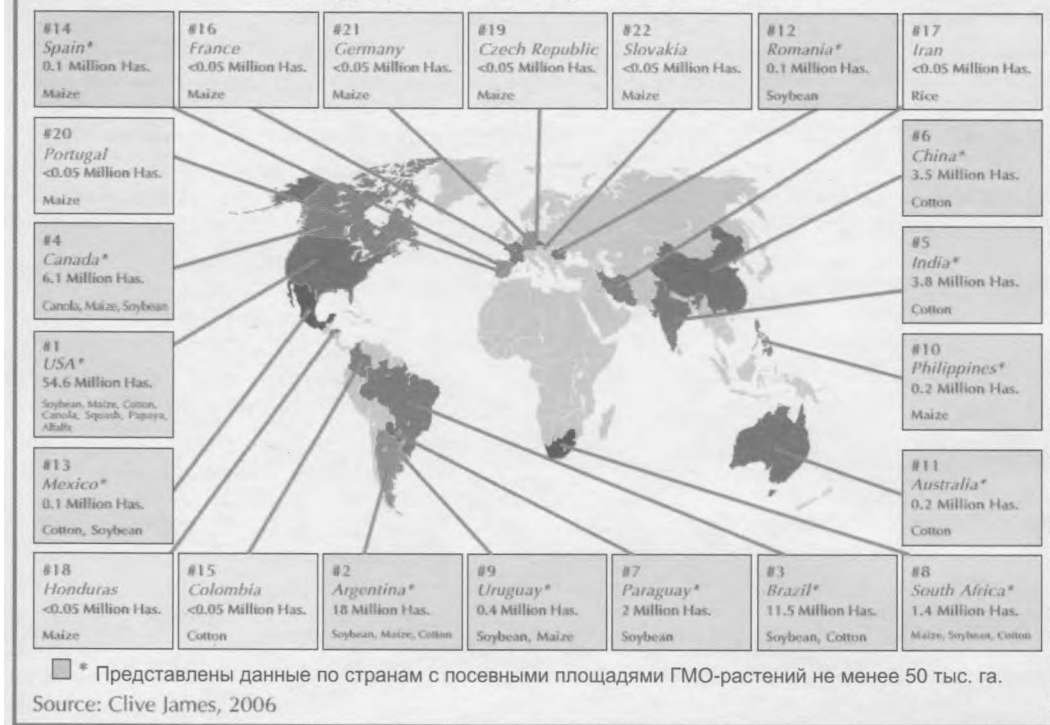 #14
Spain*
0.1 Million Has.
Maize
#16
France
<0.05 Million Has.
Maize
#21
Germany
<0.05 Million Has.
Maize
#19
Czech Republic
<0.05 Million Has.
Maize
#22
Slovakia
<0.05 Million Has.
Maize
#12
Romania*
0.1 Million Has.
Soybean
#17
Iran
<0.05 Million Has.
Rice
#20
Portugal
<0.05 Million Has.
Maize
#6
China*
3.5 Million Has.
Cotton
#4
Canada*
6.1 Million Has.
Canola, Maize, Soybean
#5
India*
3.8 Million Has.
Cotton
#1
USA*
54.6 Million Has.
Soybean, Maize, Cotton,
Canola, Squash, Papaya,
Alfalfa
#10
Philippines*
0.2 Million Has.
Maize
#13
Mexico*
0.1 Million Has.
Cotton, Soybean
#11
Australia*
0.2 Million Has.
Cotton
#18
Honduras
<0.05 Million Has.
Maize
#15
Colombia
<0.05 Million Has.
Cotton
#2
Argentina*
18 Million Has.
Soybean, Maize, Cotton
#9
Uruguay*
0.4 Million Has.
Soybean, Maize
#7
Paraguay*
2 Million Has.
Soybean
#3
Brazil*
11.5 Million Has.
Soybean, Cotton
#8
South Africa*
1.4 Million Has.
Maize, Soybean, Cotton
* Представлены данные по странам с посевными площадями ГМО-растений не менее 50 тыс. га.
Source: Clive James, 2006